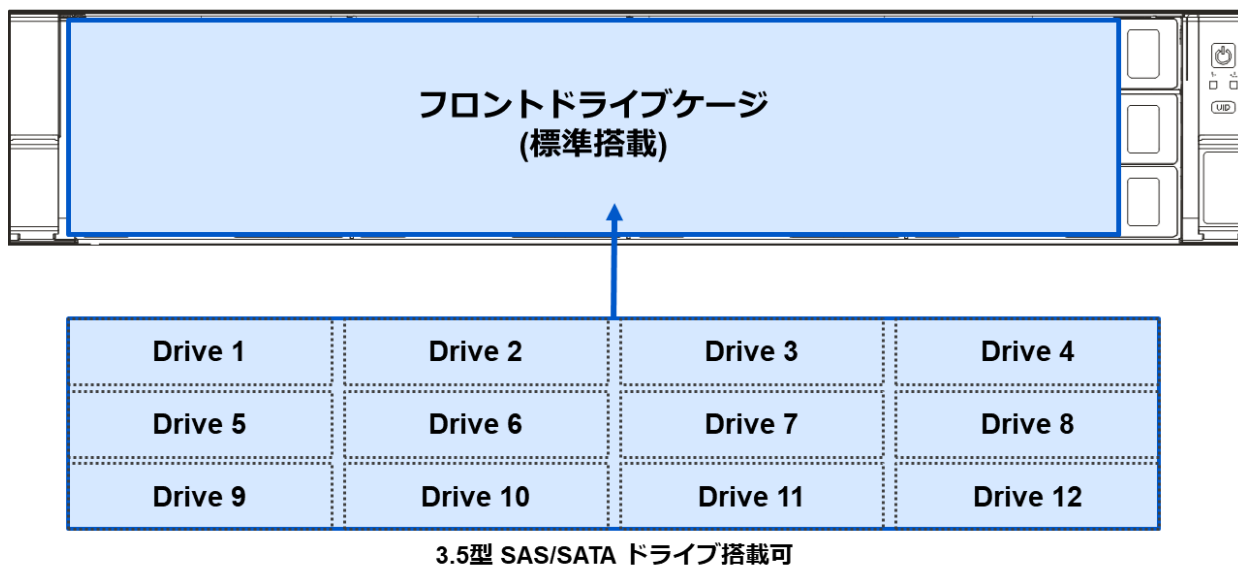 フロントドライブケージ
(標準搭載)
UID
Drive 1 Drive 2 Drive 3 Drive 4
Drive 5 Drive 6 Drive 7 Drive 8
Drive 9 Drive 10 Drive 11 Drive 12
3.5型 SAS/SATA ドライブ搭載可